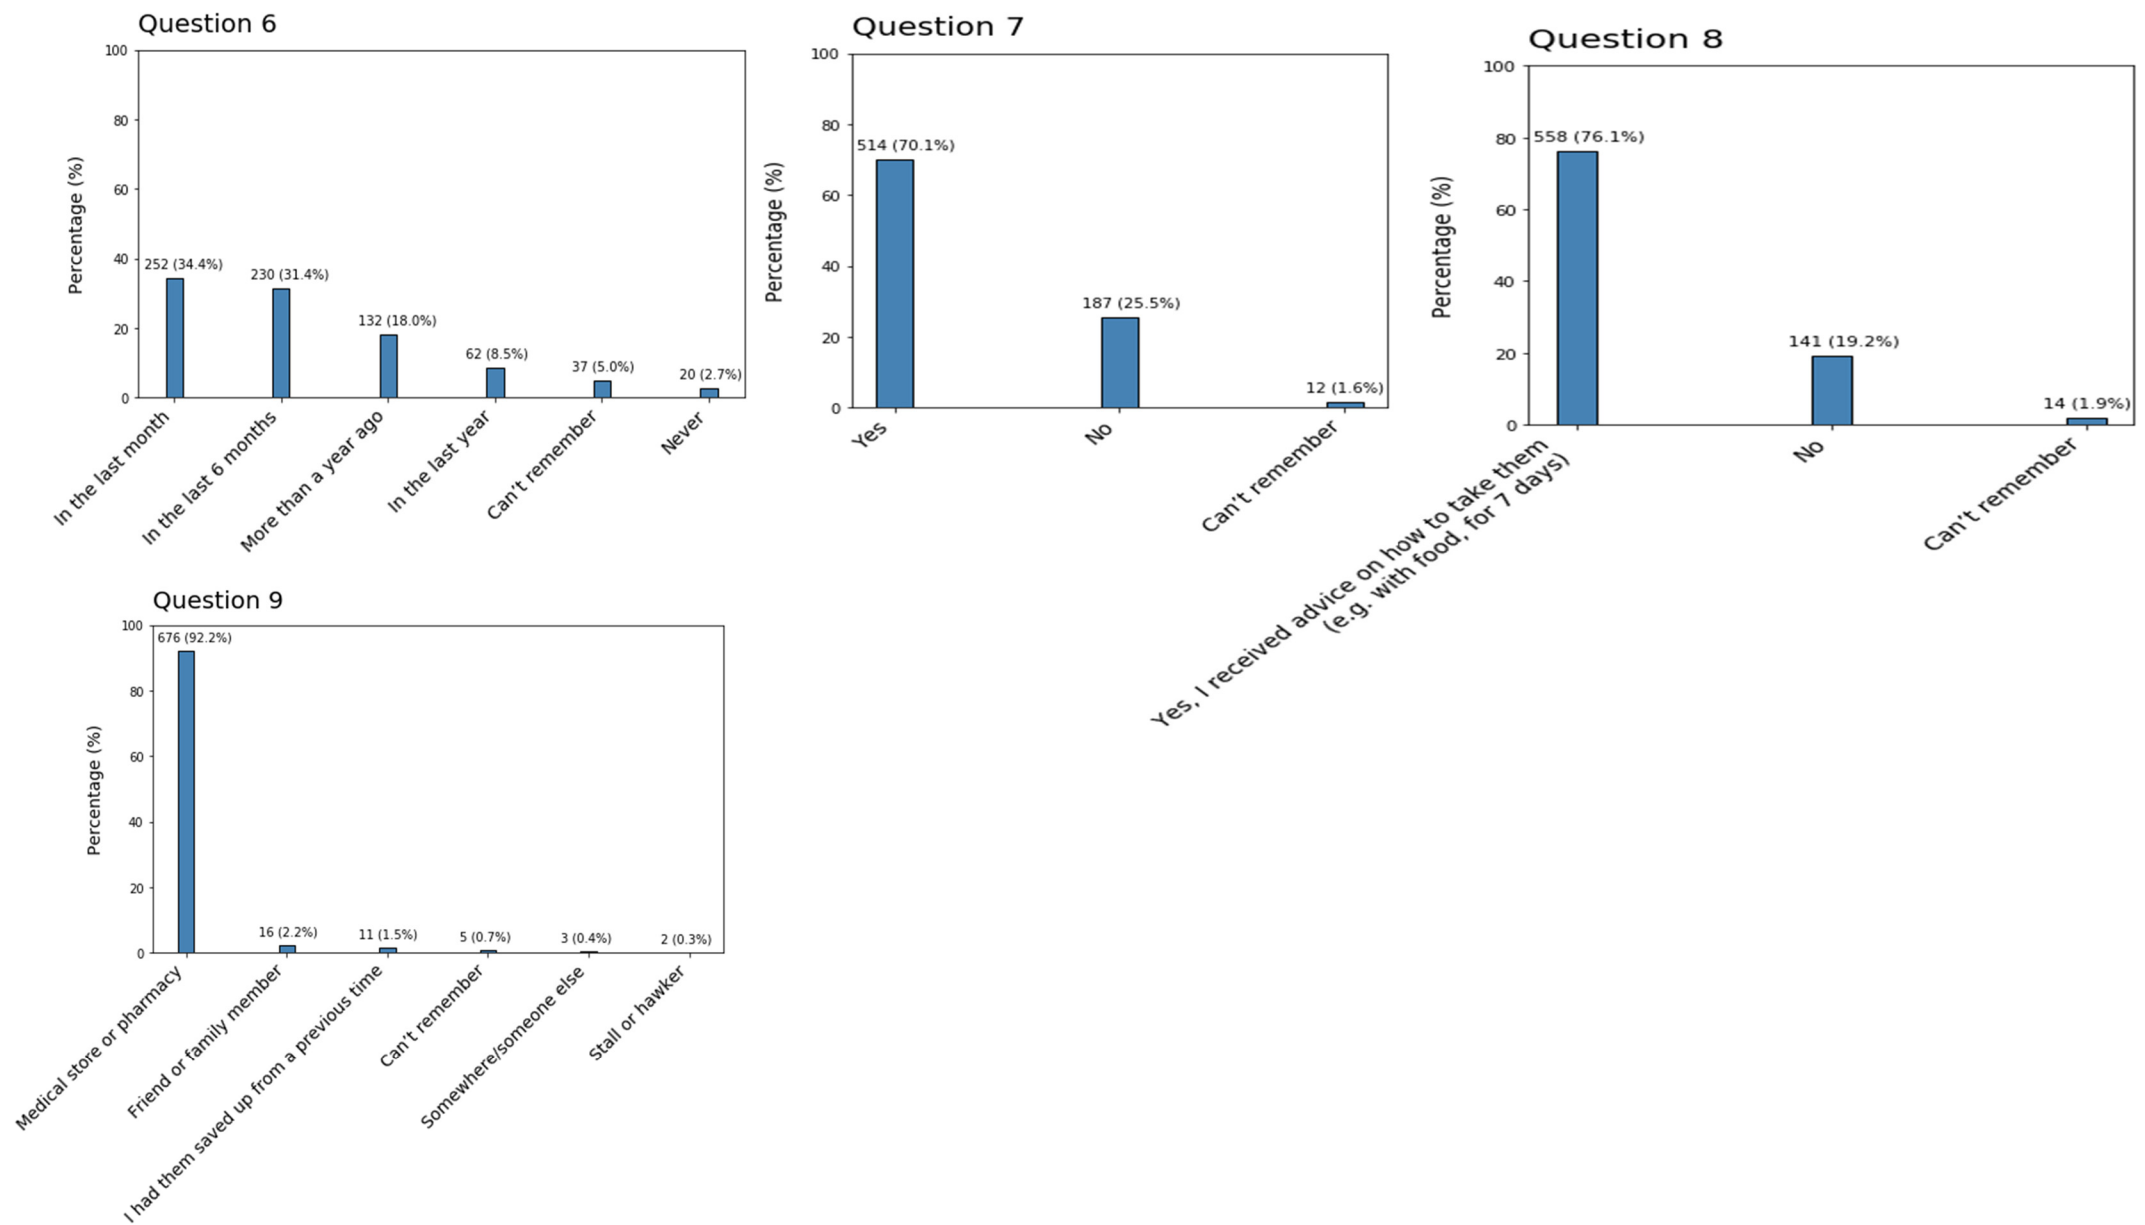 Question 6
Percentage (%)
100
80
60
40
20
0
252 (34.4%)
230 (31.4%)
132 (18.0%)
62 (8.5%)
37 (5.0%)
20 (2.7%)
In the last month
In the last 6 months
More than a year ago
In the last year
Can't remember
Never
Question 7
Percentage (%)
100
80
60
40
20
0
514 (70.1%)
187 (25.5%)
12 (1.6%)
Yes
No
Can't remember
Question 8
Percentage (%)
100
80
60
40
20
0
558 (76.1%)
141 (19.2%)
14 (1.9%)
Yes, I received advice on how to take them
(e.g. with food, for 7 days)
No
Can't remember
Question 9
Percentage (%)
100
80
60
40
20
0
676 (92.2%)
16 (2.2%)
11 (1.5%)
5 (0.7%)
3 (0.4%)
2 (0.3%)
Medical store or pharmacy
Friend or family member
I had them saved up from a previous time
Can't remember
Somewhere/someone else
Stall or hawker